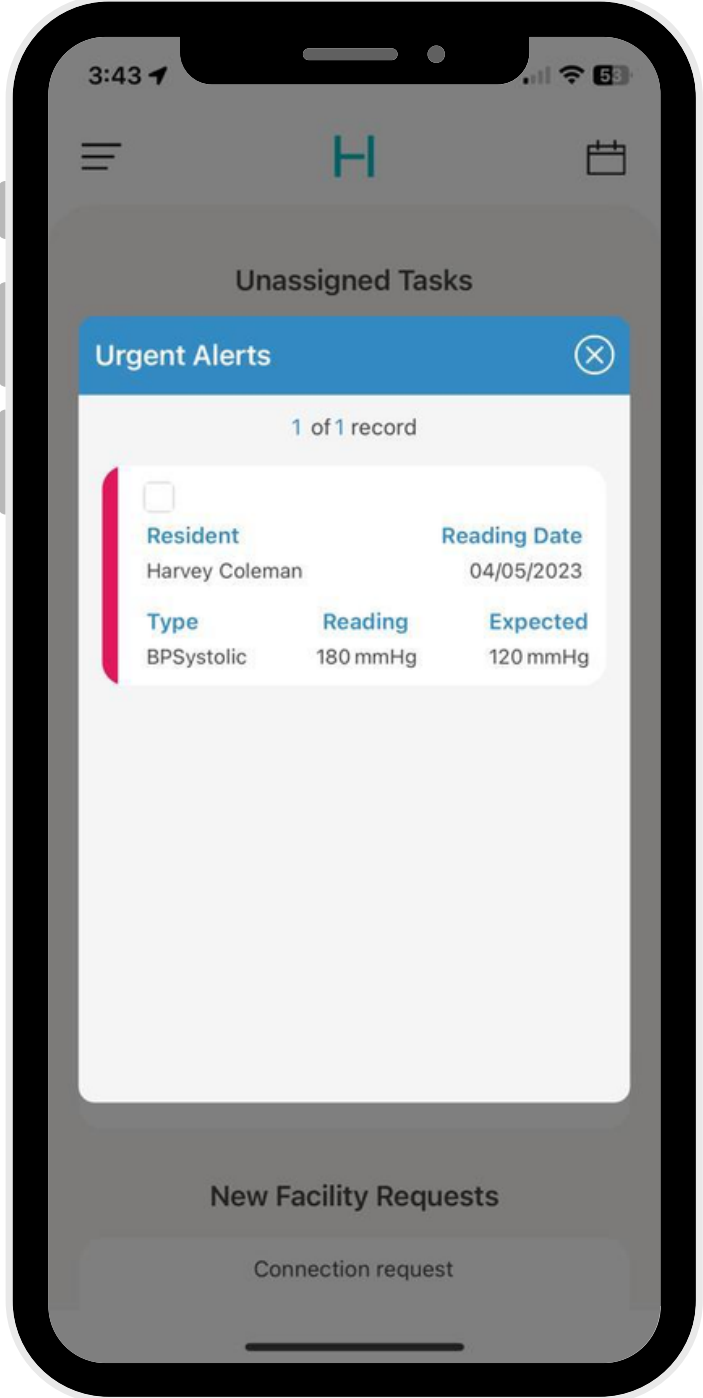 3:43 53
H
Unassigned Tasks
Urgent Alerts
1 of 1 record
Resident Reading Date
Harvey Coleman 04/05/2023
Type Reading Expected
BPSystolic 180 mmHg 120 mmHg
New Facility Requests
Connection request